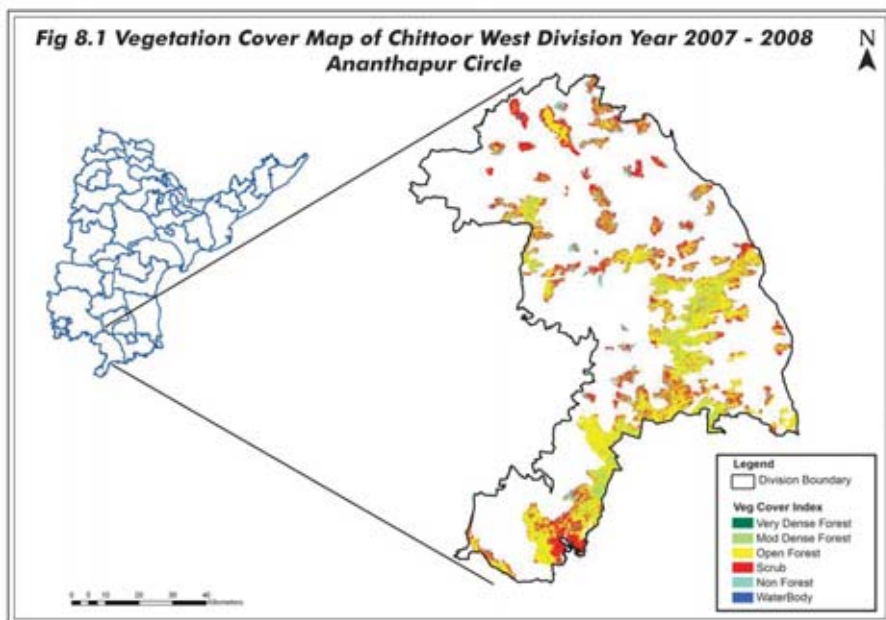 Fig 8.1 Vegetation Cover Map of Chittoor West Division Year 2007 - 2008
Ananthapur Circle
N
Legend
Division Boundary
Veg Cover Index
Very Dense Forest
Mod Dense Forest
Open Forest
Scrub
Non Forest
WaterBody
0 5 10 20 30 40
Kilometers